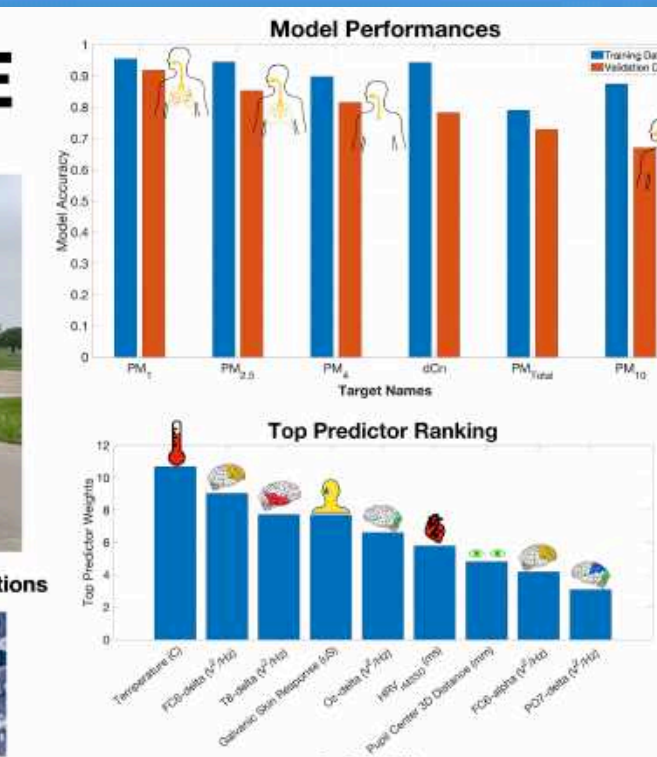 E
Model Performances
Training Da
Validation D
1
0.9
0.8
0.7
0.6
0.5
0.4
0.3
0.2
0.1
0
Model Accuracy
PM1
PM2.5
PM4
dCn
PMTotal
PM10
Target Names
Top Predictor Ranking
12
10
8
6
4
2
0
Top Predictor Weights
Temperature (C)
FC6-delta (V²/Hz)
T8-delta (V²/Hz)
Galvanic Skin Response (uS)
Oz-delta (V²/Hz)
HRV (ms)
Pupil Center 3D Distance (mm)
FC6-alpha (V²/Hz)
PO7-delta (V²/Hz)
tions